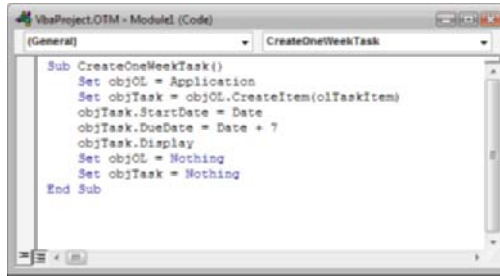 VbaProject.OTM - Module1 (Code)
(General) CreateOneWeekTask
Sub CreateOneWeekTask()
Set objOL = Application
Set objTask = objOL.CreateItem(olTaskItem)
objTask.StartDate = Date
objTask.DueDate = Date + 7
objTask.Display
Set objOL = Nothing
Set objTask = Nothing
End Sub